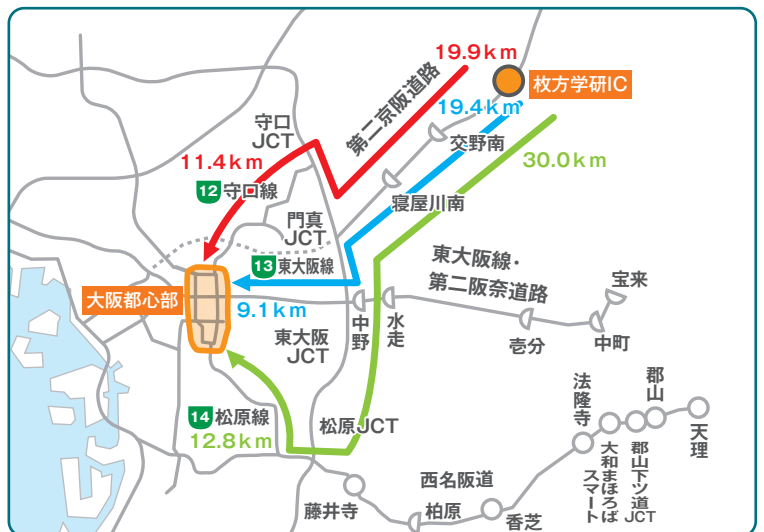 19.9km
枚方学研IC
19.4km
第二京阪道路
交野南
30.0km
守口
JCT
11.4km
12 守口線
寝屋川南
門真
JCT
13 東大阪線
東大阪線・
第二阪奈道路
宝来
大阪都心部
9.1km
中野
水走
東大阪
JCT
壱分
中町
14 松原線
12.8km
松原JCT
法隆寺
郡山
天理
大和まほろば
スマート
郡山下ツ道
JCT
西名阪道
藤井寺
柏原
香芝